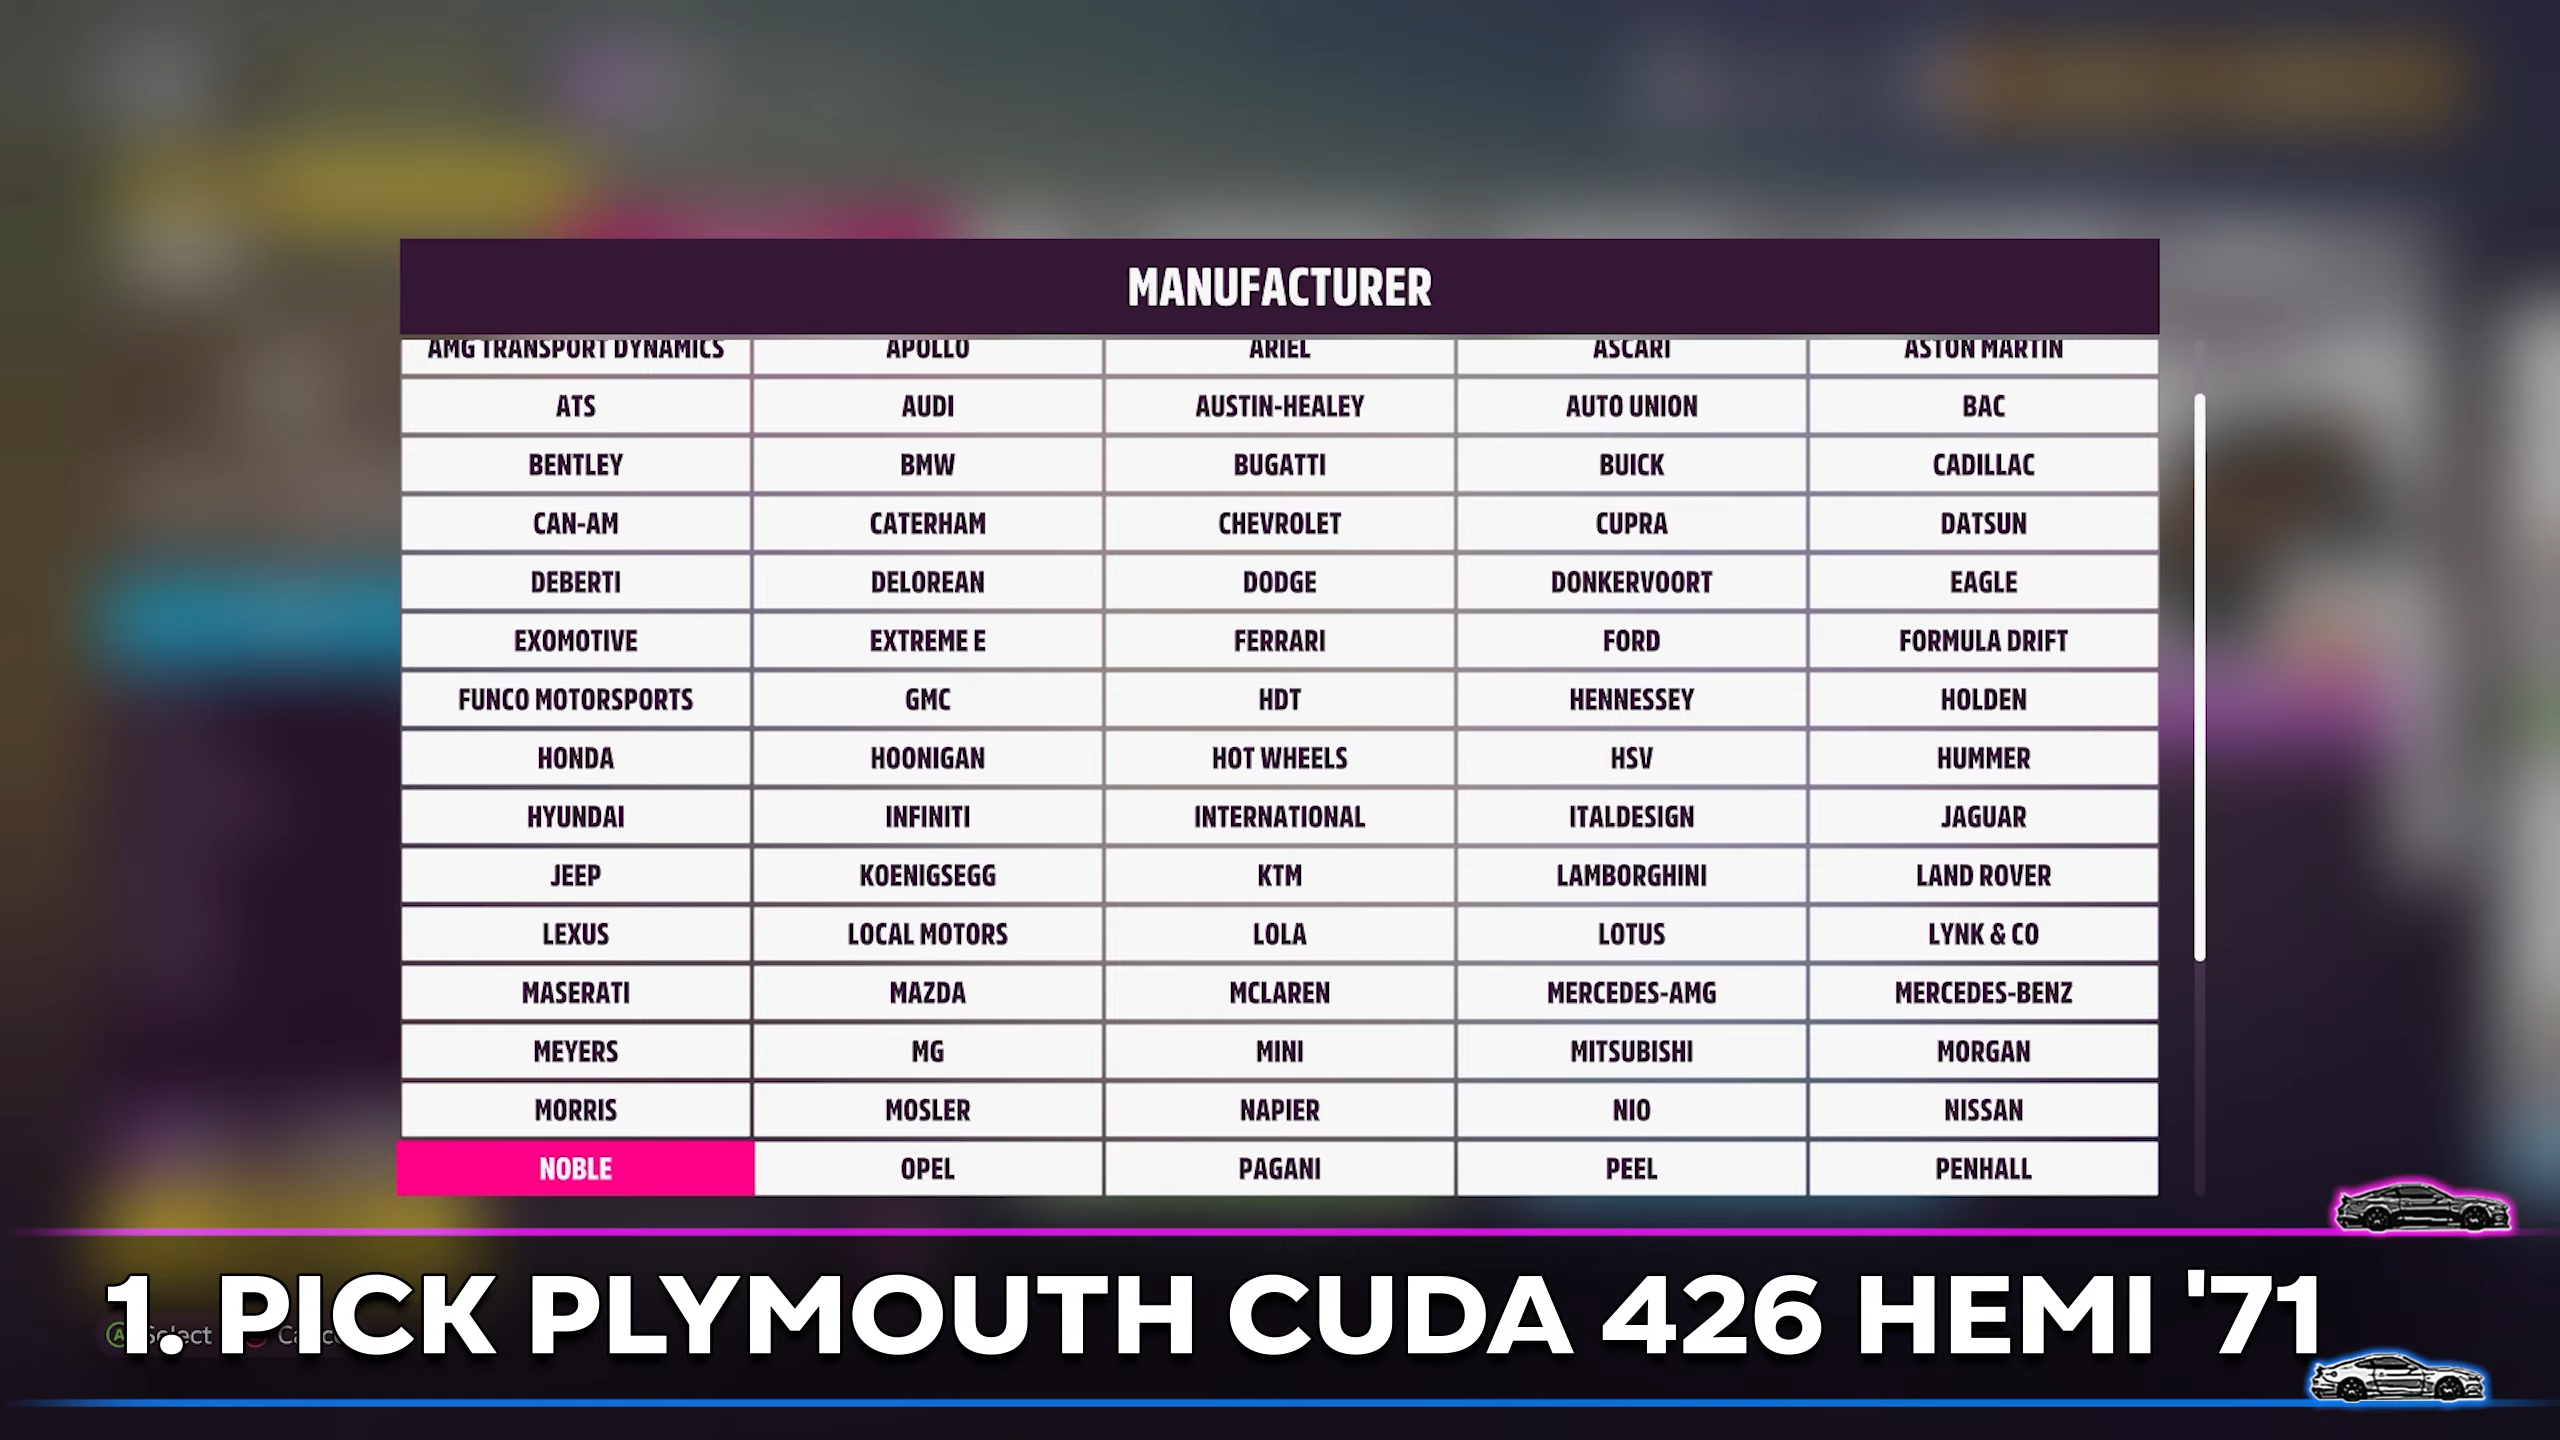 MANUFACTURER
AMG TRANSPORT DYNAMICS APOLLO ARIEL ASCARI ASTON MARTIN
ATS AUDI AUSTIN-HEALEY AUTO UNION BAC
BENTLEY BMW BUGATTI BUICK CADILLAC
CAN-AM CATERHAM CHEVROLET CUPRA DATSUN
DEBERTI DELOREAN DODGE DONKERVOORT EAGLE
EXOMOTIVE EXTREME E FERRARI FORD FORMULA DRIFT
FUNCO MOTORSPORTS GMC HDT HENNESSEY HOLDEN
HONDA HOONIGAN HOT WHEELS HSV HUMMER
HYUNDAI INFINITI INTERNATIONAL ITALDESIGN JAGUAR
JEEP KOENIGSEGG KTM LAMBORGHINI LAND ROVER
LEXUS LOCAL MOTORS LOLA LOTUS LYNK & CO
MASERATI MAZDA MCLAREN MERCEDES-AMG MERCEDES-BENZ
MEYERS MG MINI MITSUBISHI MORGAN
MORRIS MOSLER NAPIER NIO NISSAN
NOBLE OPEL PAGANI PEEL PENHALL
1. PICK PLYMOUTH CUDA 426 HEMI '71